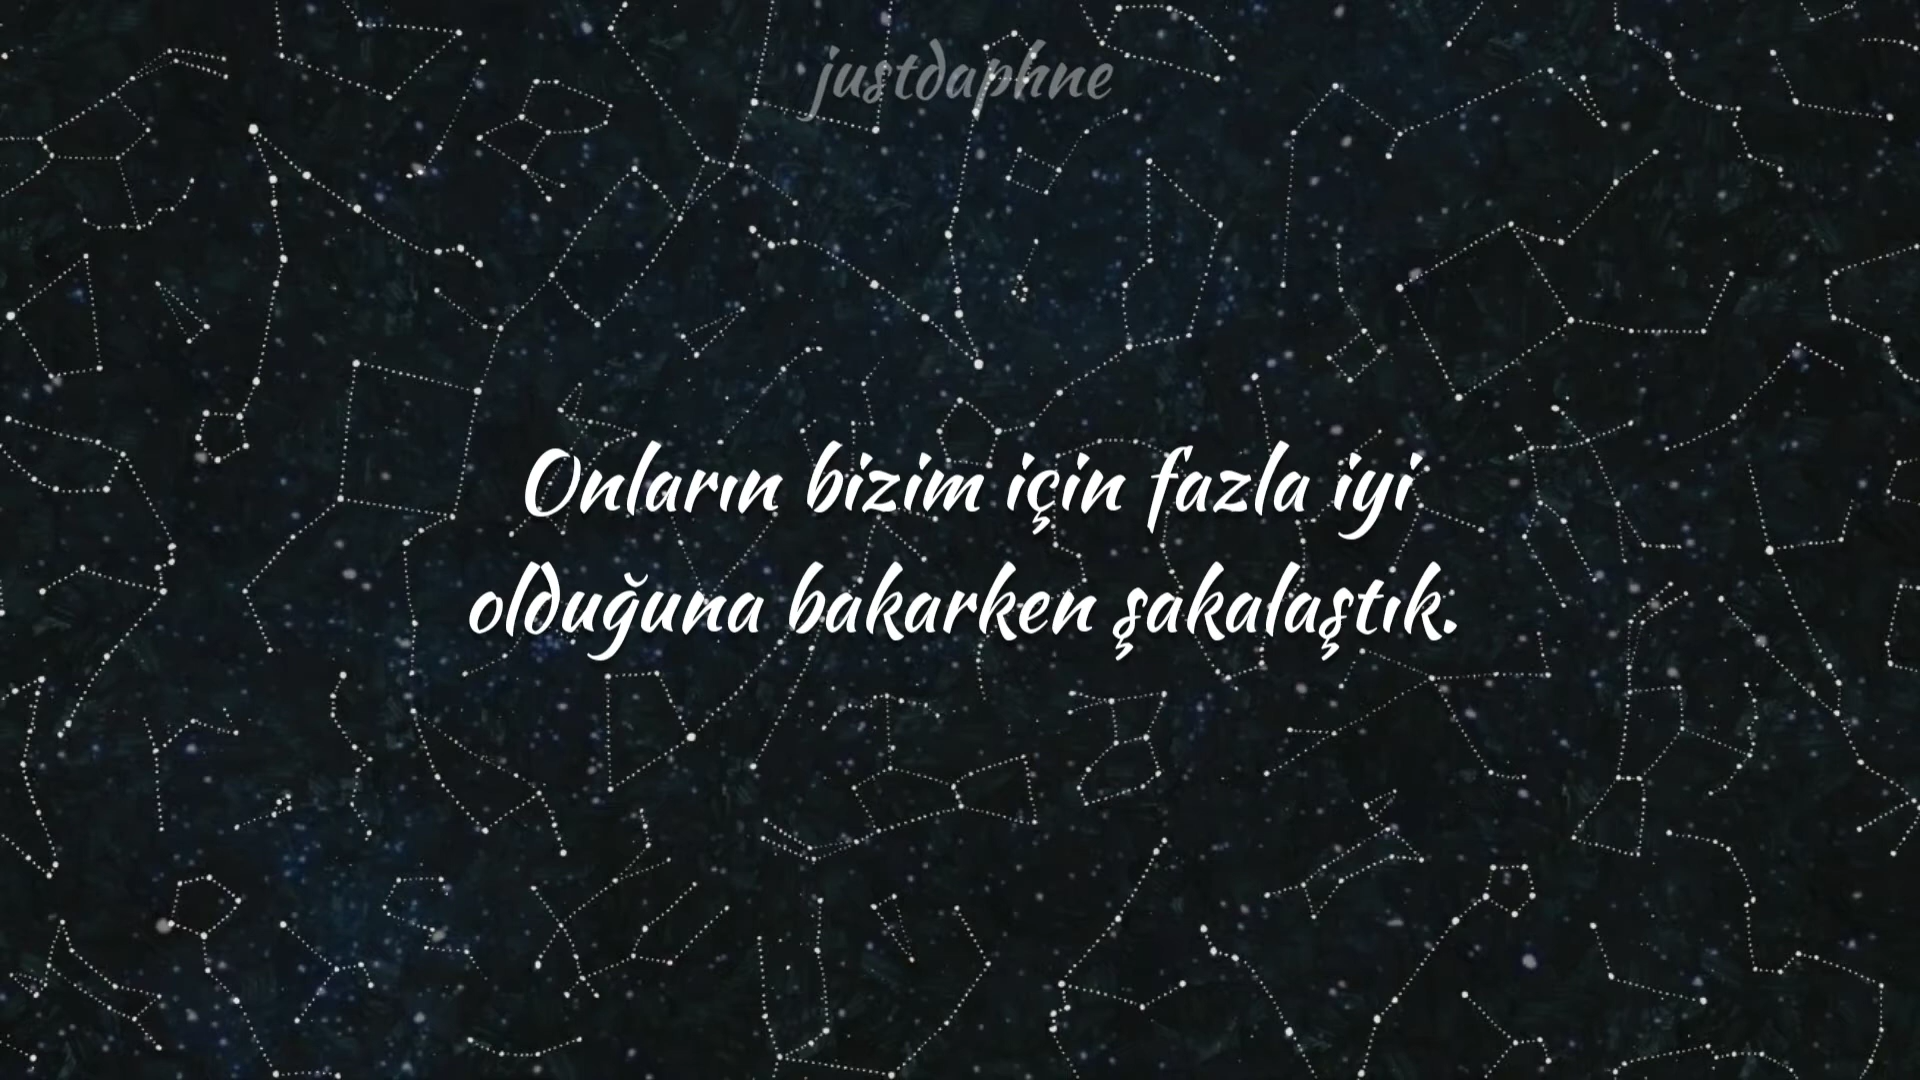 justdaphne
Onların bizim için fazla iyi
olduğuna bakarken şakalaştık.